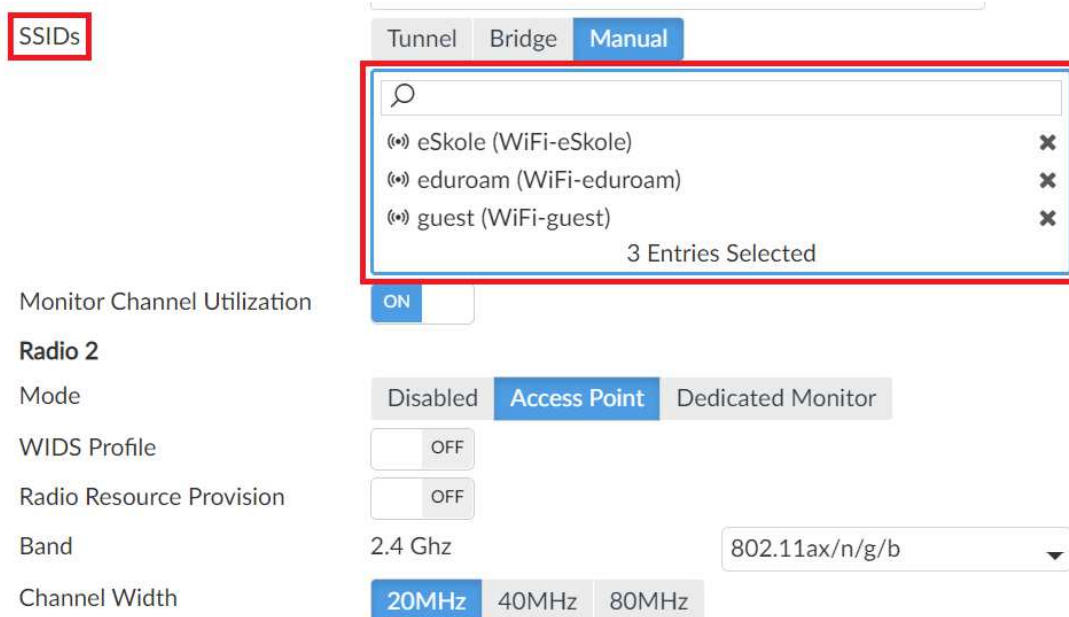 SSIDs Tunnel Bridge Manual
eSkole (WiFi-eSkole)
eduroam (WiFi-eduroam)
guest (WiFi-guest)
3 Entries Selected
Monitor Channel Utilization ON
Radio 2
Mode Disabled Access Point Dedicated Monitor
WIDS Profile OFF
Radio Resource Provision OFF
Band 2.4 Ghz 802.11ax/n/g/b
Channel Width 20MHz 40MHz 80MHz